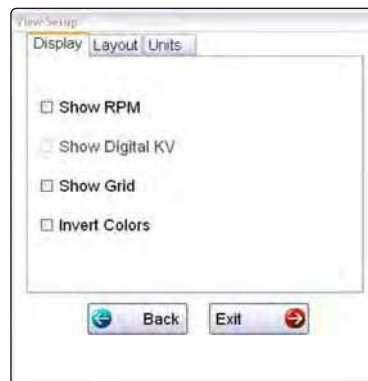 View Setup
Display Layout Units
Show RPM
Show Digital KV
Show Grid
Invert Colors
Back Exit